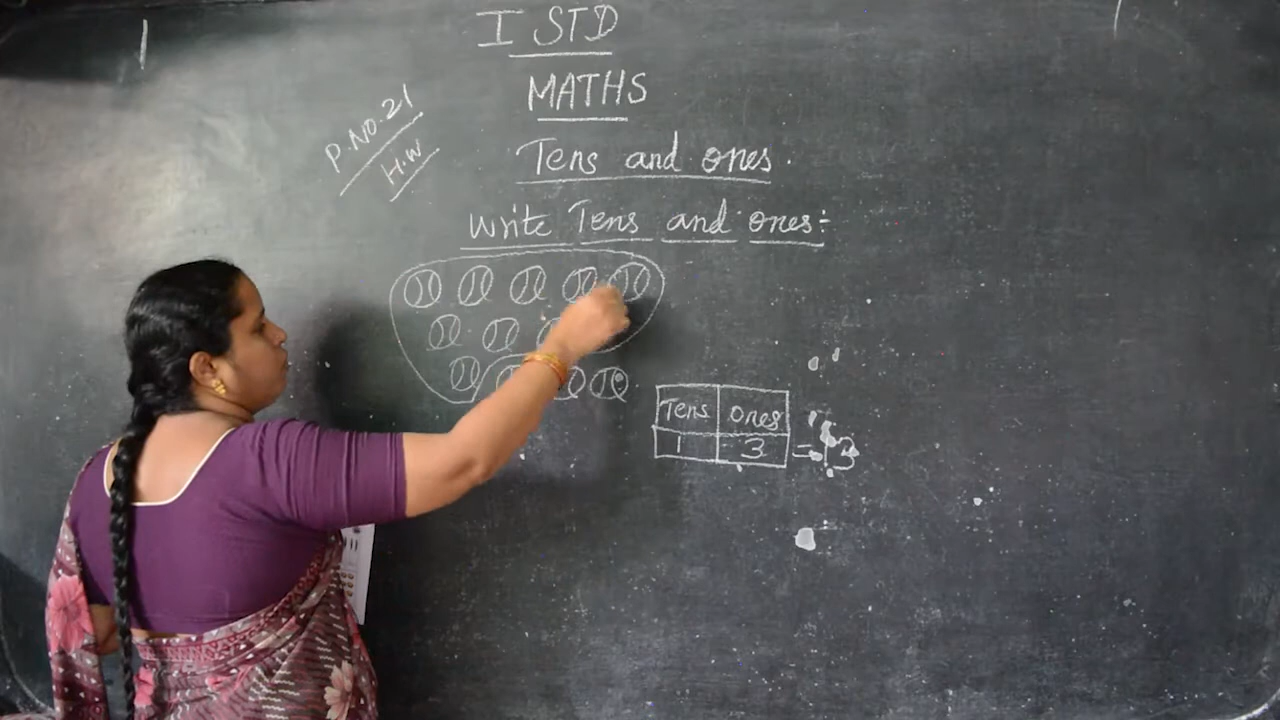 I STD
MATHS
P.NO.21
H.W
Tens and ones.
Write Tens and ones:-
Tens ones
1 3 = 13